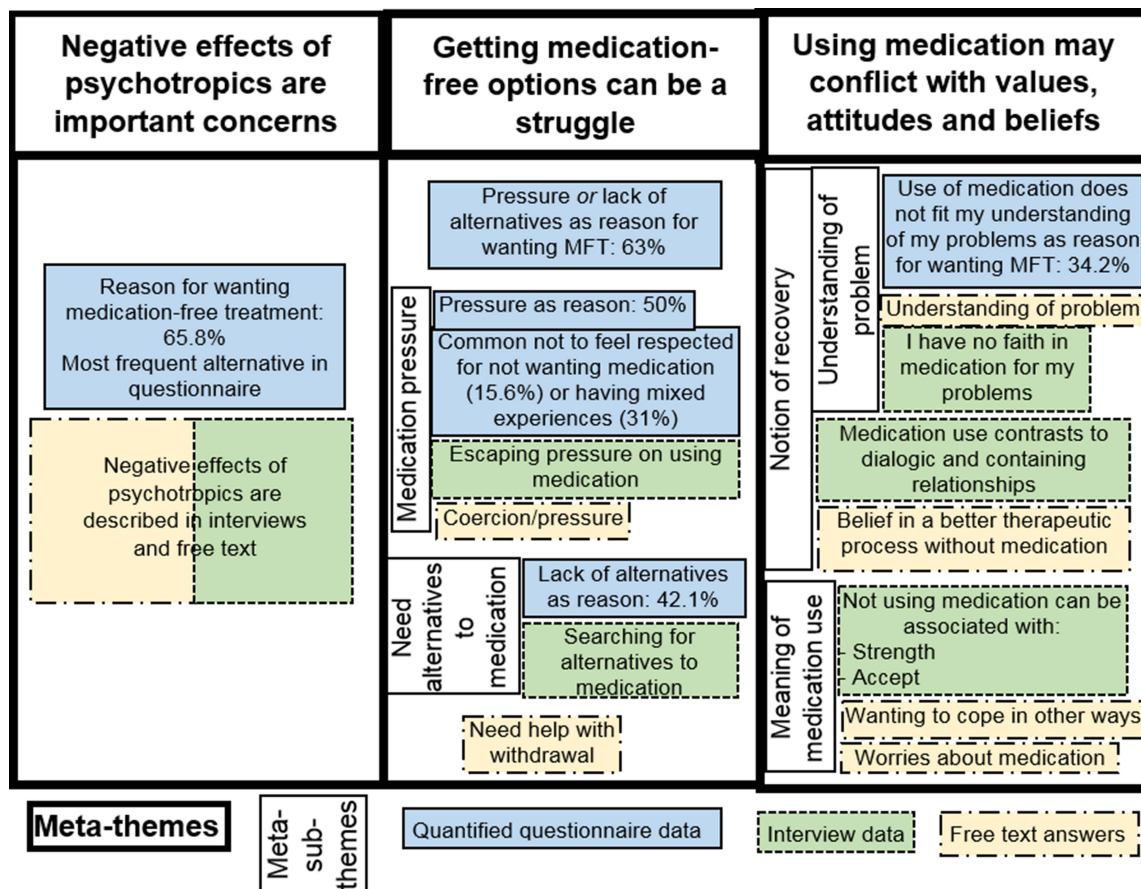 Negative effects of
psychotropics are
important concerns
Getting medication-
free options can be a
struggle
Using medication may
conflict with values,
attitudes and beliefs
Reason for wanting
medication-free treatment:
65.8%
Most frequent alternative in
questionnaire
Negative effects of
psychotropics are
described in interviews
and free text
Pressure or lack of
alternatives as reason for
wanting MFT: 63%
Medication pressure
Pressure as reason: 50%
Common not to feel respected
for not wanting medication
(15.6%) or having mixed
experiences (31%)
Escaping pressure on using
medication
Coercion/pressure
Need
alternatives
to
medication
Lack of alternatives
as reason: 42.1%
Searching for
alternatives to
medication
Need help with
withdrawal
Notion of recovery
Understanding of
problem
Use of medication does
not fit my understanding
of my problems as reason
for wanting MFT: 34.2%
Understanding of problem
I have no faith in
medication for my
problems
Medication use contrasts to
dialogic and containing
relationships
Belief in a better therapeutic
process without medication
Meaning of
medication use
Not using medication can be
associated with:
- Strength
- Accept
Wanting to cope in other ways
Worries about medication
Meta-themes
Meta-
sub-
themes
Quantified questionnaire data
Interview data
Free text answers